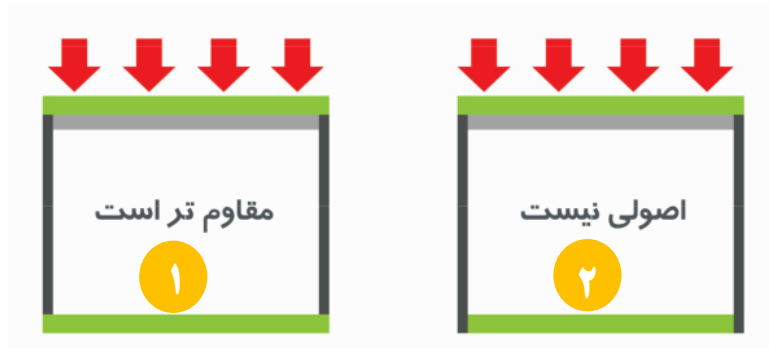 مقاوم تر است
۱
اصولی نیست
۲